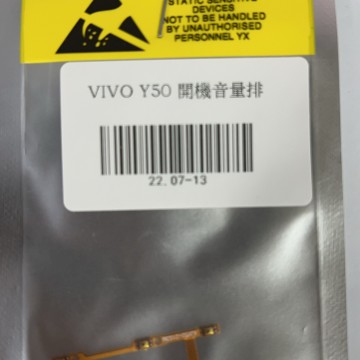 STATIC SENSITIVE
DEVICES
NOT TO BE HANDLED
BY UNAUTHORISED
PERSONNEL YX
VIVO Y50 開機音量排
22.07-13